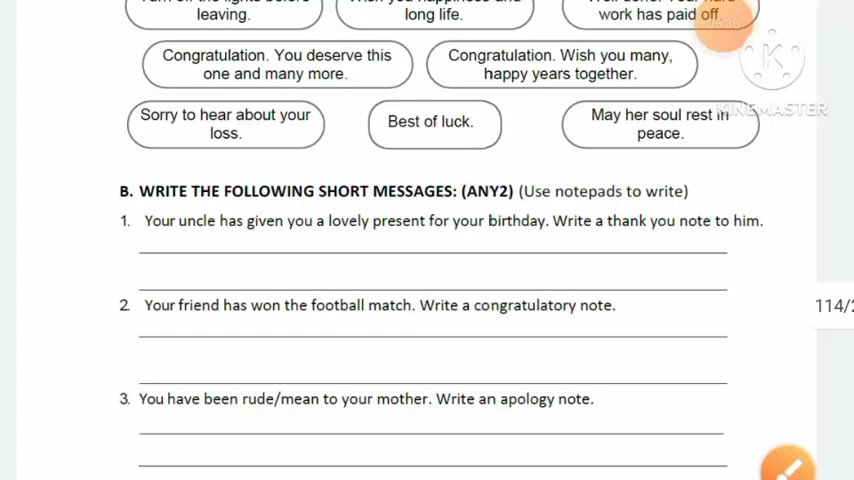 leaving.
long life.
work has paid off.
Congratulation. You deserve this
one and many more.
Congratulation. Wish you many,
happy years together.
KINEMASTER
Sorry to hear about your
loss.
Best of luck.
May her soul rest in
peace.
B. WRITE THE FOLLOWING SHORT MESSAGES: (ANY2) (Use notepads to write)
1. Your uncle has given you a lovely present for your birthday. Write a thank you note to him.
2. Your friend has won the football match. Write a congratulatory note.
114/2
3. You have been rude/mean to your mother. Write an apology note.